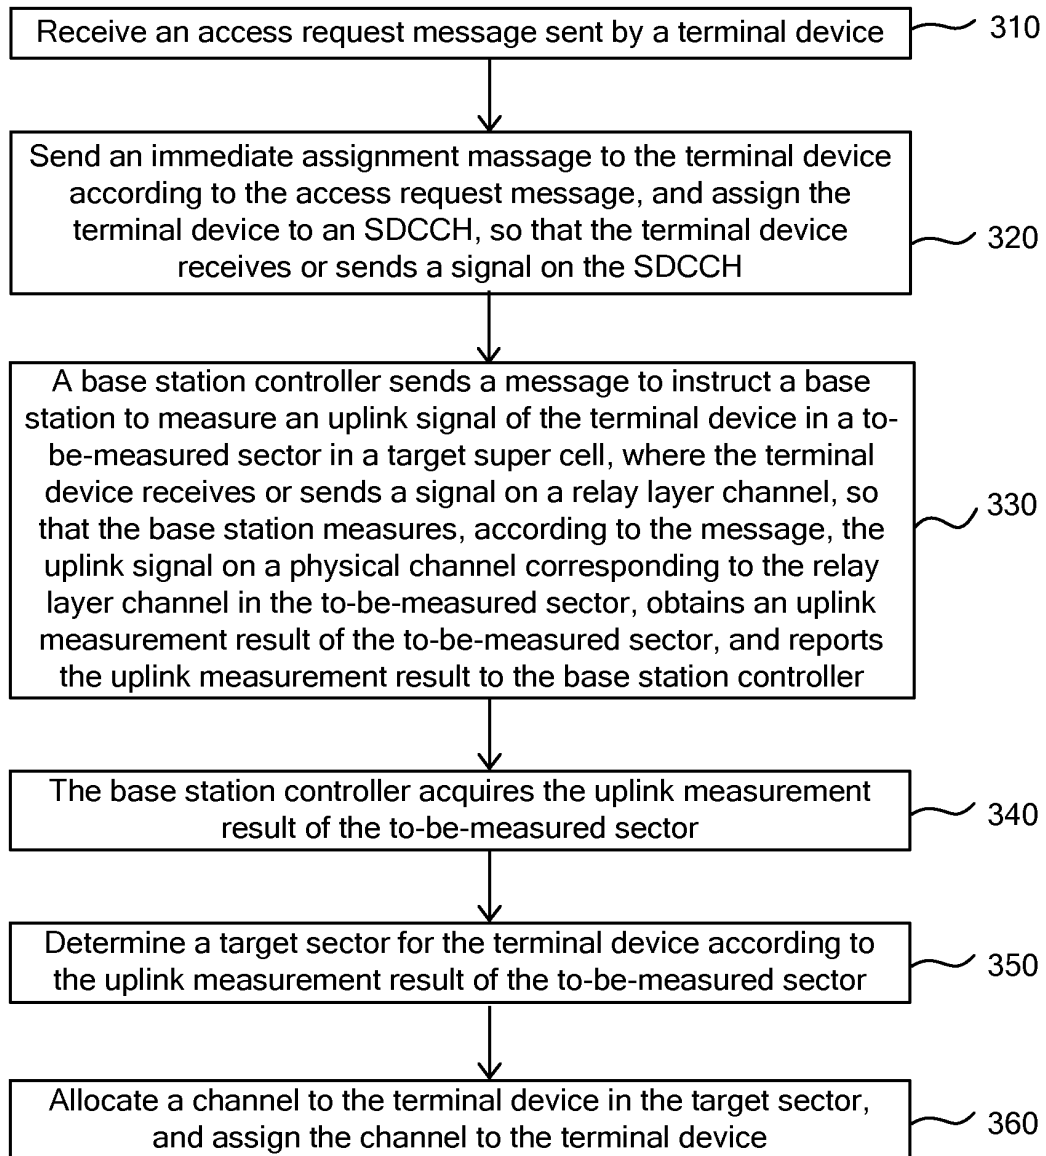 Receive an access request message sent by a terminal device
310
Send an immediate assignment massage to the terminal device
according to the access request message, and assign the
terminal device to an SDCCH, so that the terminal device
receives or sends a signal on the SDCCH
320
A base station controller sends a message to instruct a base
station to measure an uplink signal of the terminal device in a to-
be-measured sector in a target super cell, where the terminal
device receives or sends a signal on a relay layer channel, so
that the base station measures, according to the message, the
uplink signal on a physical channel corresponding to the relay
layer channel in the to-be-measured sector, obtains an uplink
measurement result of the to-be-measured sector, and reports
the uplink measurement result to the base station controller
330
The base station controller acquires the uplink measurement
result of the to-be-measured sector
340
Determine a target sector for the terminal device according to
the uplink measurement result of the to-be-measured sector
350
Allocate a channel to the terminal device in the target sector,
and assign the channel to the terminal device
360